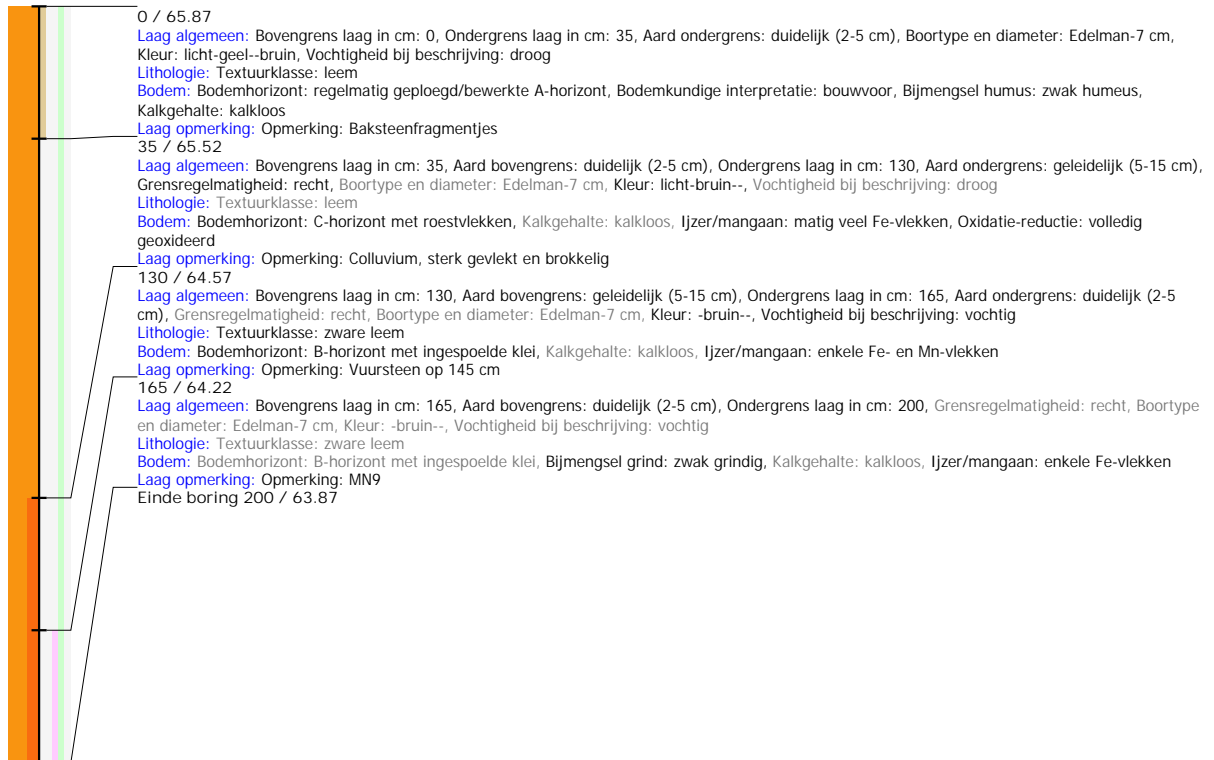 0 / 65.87
Laag algemeen: Bovengrens laag in cm: 0, Ondergrens laag in cm: 35, Aard ondergrens: duidelijk (2-5 cm), Boortype en diameter: Edelman-7 cm,
Kleur: licht-geel--bruin, Vochtigheid bij beschrijving: droog
Lithologie: Textuurklasse: leem
Bodem: Bodemhorizont: regelmatig geploegd/bewerkte A-horizont, Bodemkundige interpretatie: bouwvoor, Bijmengsel humus: zwak humeus,
Kalkgehalte: kalkloos
Laag opmerking: Opmerking: Baksteenfragmentjes
35 / 65.52
Laag algemeen: Bovengrens laag in cm: 35, Aard bovengrens: duidelijk (2-5 cm), Ondergrens laag in cm: 130, Aard ondergrens: geleidelijk (5-15 cm),
Grensregelmatigheid: recht, Boortype en diameter: Edelman-7 cm, Kleur: licht-bruin--, Vochtigheid bij beschrijving: droog
Lithologie: Textuurklasse: leem
Bodem: Bodemhorizont: C-horizont met roestvlekken, Kalkgehalte: kalkloos, Ijzer/mangaan: matig veel Fe-vlekken, Oxidatie-reductie: volledig
geoxideerd
Laag opmerking: Opmerking: Colluvium, sterk gevlekt en brokkelig
130 / 64.57
Laag algemeen: Bovengrens laag in cm: 130, Aard bovengrens: geleidelijk (5-15 cm), Ondergrens laag in cm: 165, Aard ondergrens: duidelijk (2-5
cm), Grensregelmatigheid: recht, Boortype en diameter: Edelman-7 cm, Kleur: -bruin--, Vochtigheid bij beschrijving: vochtig
Lithologie: Textuurklasse: zware leem
Bodem: Bodemhorizont: B-horizont met ingespoelde klei, Kalkgehalte: kalkloos, Ijzer/mangaan: enkele Fe- en Mn-vlekken
Laag opmerking: Opmerking: Vuursteen op 145 cm
165 / 64.22
Laag algemeen: Bovengrens laag in cm: 165, Aard bovengrens: duidelijk (2-5 cm), Ondergrens laag in cm: 200, Grensregelmatigheid: recht, Boortype
en diameter: Edelman-7 cm, Kleur: -bruin--, Vochtigheid bij beschrijving: vochtig
Lithologie: Textuurklasse: zware leem
Bodem: Bodemhorizont: B-horizont met ingespoelde klei, Bijmengsel grind: zwak grindig, Kalkgehalte: kalkloos, Ijzer/mangaan: enkele Fe-vlekken
Laag opmerking: Opmerking: MN9
Einde boring 200 / 63.87